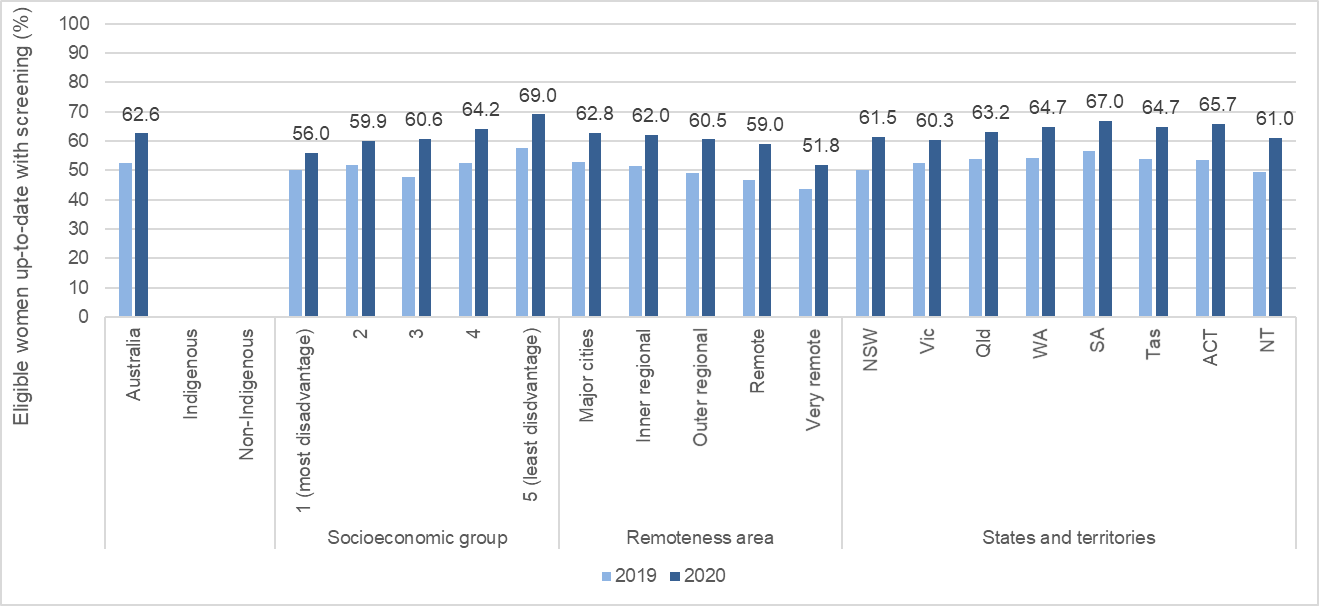 Eligible women up-to-date with screening (%)
100
90
80
70
60
50
40
30
20
10
0
62.6
56.0
59.9
60.6
64.2
69.0
62.8
62.0
60.5
59.0
51.8
61.5
60.3
63.2
64.7
67.0
64.7
65.7
61.0
Australia
Indigenous
Non-Indigenous
1 (most disadvantage)
2
3
4
5 (least disdvantage)
Major cities
Inner regional
Outer regional
Remote
Very remote
NSW
Vic
Qld
WA
SA
Tas
ACT
NT
Socioeconomic group
Remoteness area
States and territories
2019
2020